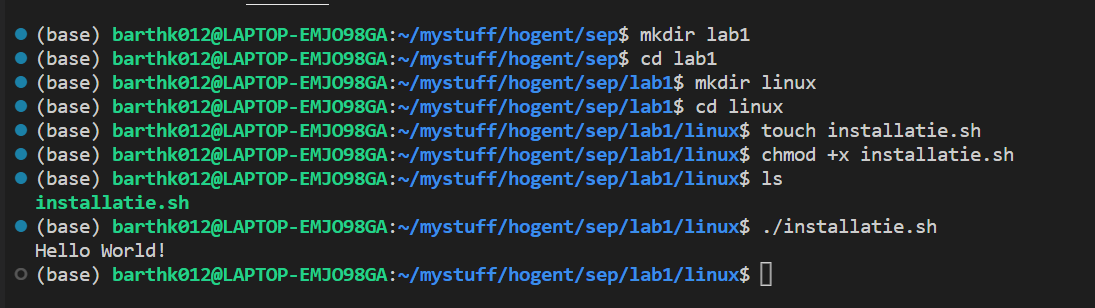 (base) barthk012@LAPTOP-EMJO98GA:~/mystuff/hogent/sep$ mkdir lab1
(base) barthk012@LAPTOP-EMJO98GA:~/mystuff/hogent/sep$ cd lab1
(base) barthk012@LAPTOP-EMJO98GA:~/mystuff/hogent/sep/lab1$ mkdir linux
(base) barthk012@LAPTOP-EMJO98GA:~/mystuff/hogent/sep/lab1$ cd linux
(base) barthk012@LAPTOP-EMJO98GA:~/mystuff/hogent/sep/lab1/linux$ touch installatie.sh
(base) barthk012@LAPTOP-EMJO98GA:~/mystuff/hogent/sep/lab1/linux$ chmod +x installatie.sh
(base) barthk012@LAPTOP-EMJO98GA:~/mystuff/hogent/sep/lab1/linux$ ls
installatie.sh
(base) barthk012@LAPTOP-EMJO98GA:~/mystuff/hogent/sep/lab1/linux$ ./installatie.sh
Hello World!
(base) barthk012@LAPTOP-EMJO98GA:~/mystuff/hogent/sep/lab1/linux$